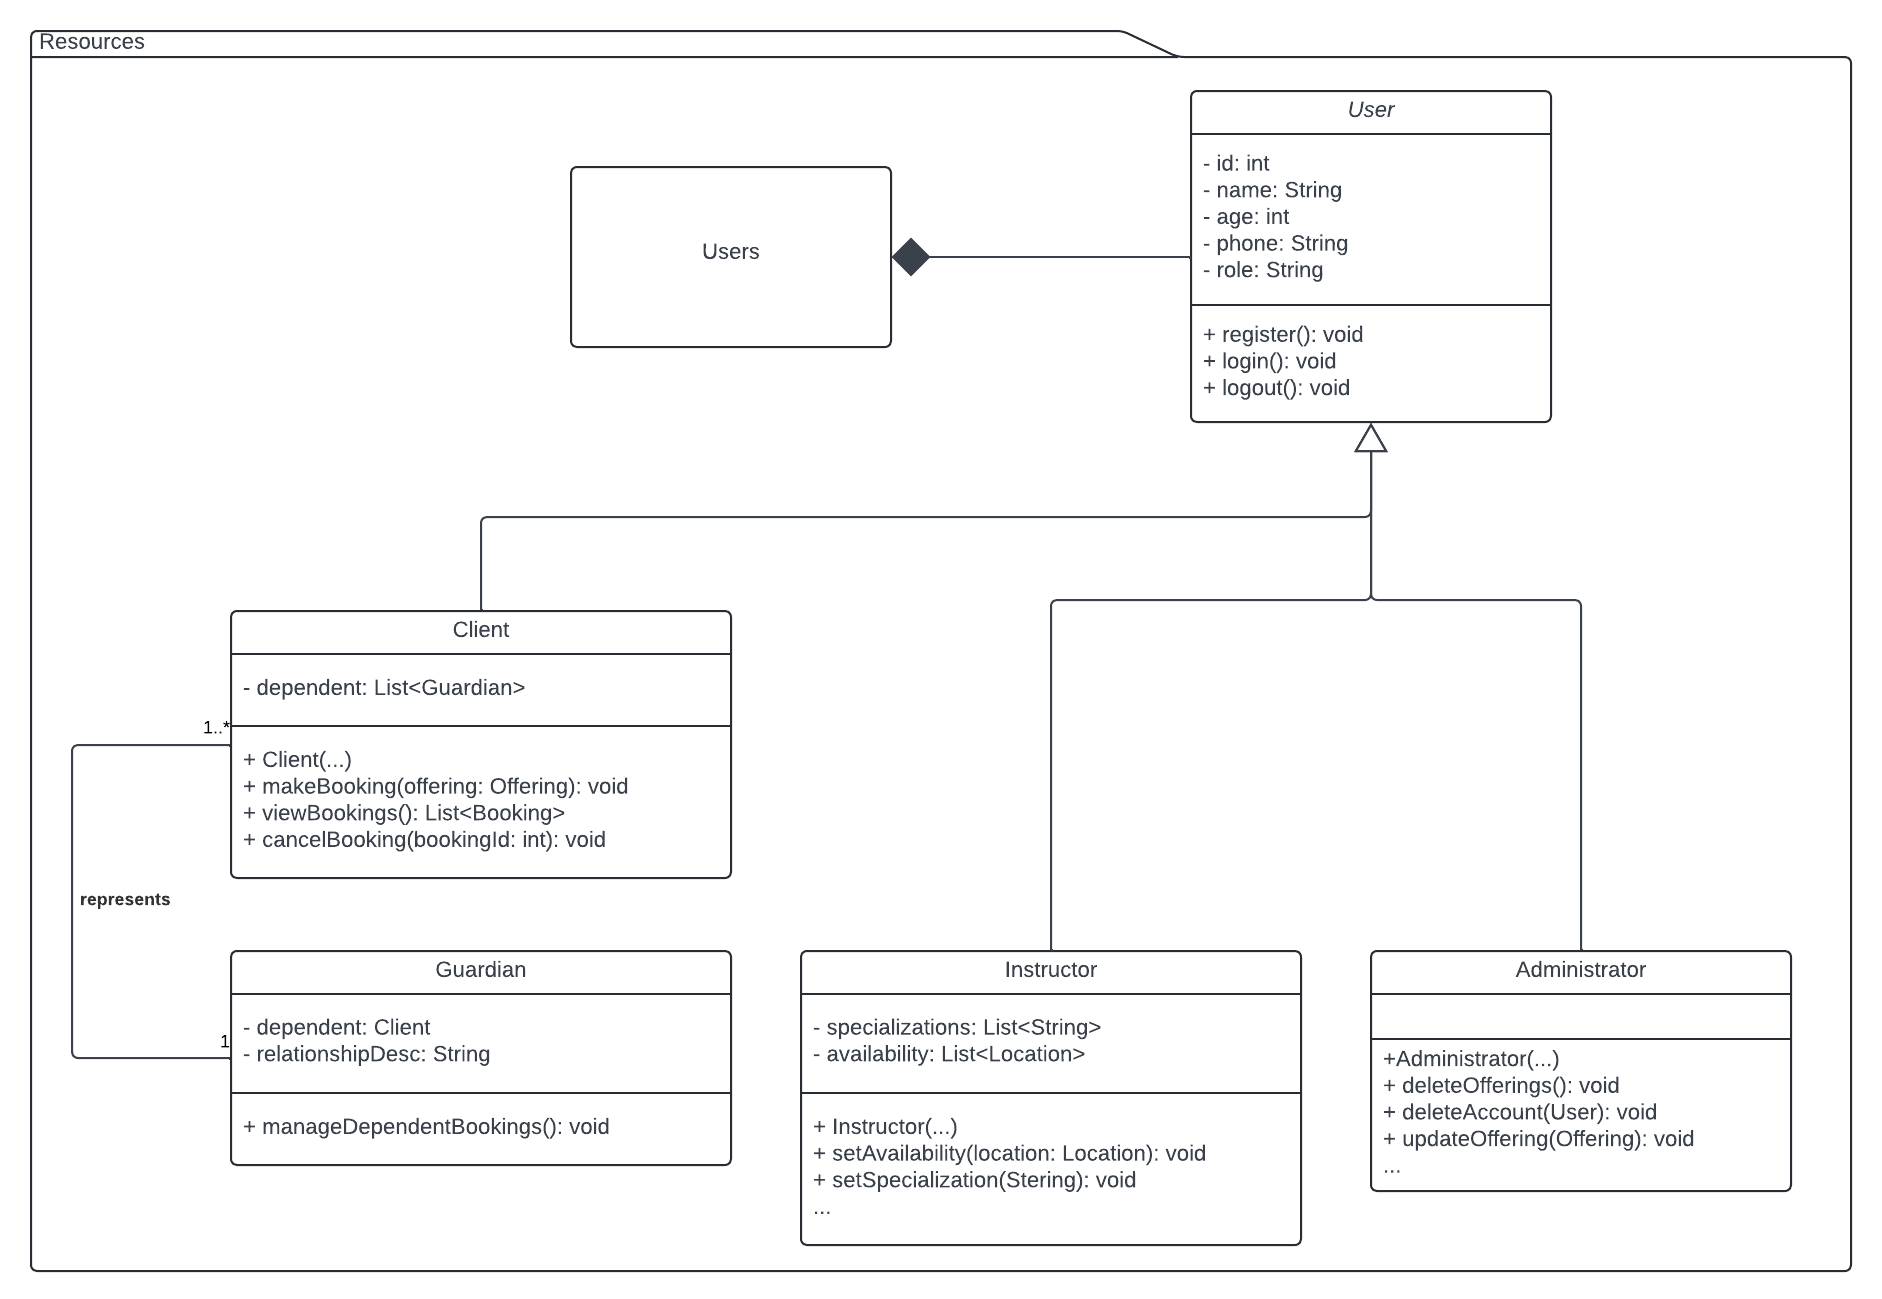 Resources
User
- id: int
- name: String
- age: int
- phone: String
- role: String
+ register(): void
+ login(): void
+ logout(): void
Users
Client
- dependent: List<Guardian>
+ Client(...)
+ makeBooking(offering: Offering): void
+ viewBookings(): List<Booking>
+ cancelBooking(bookingId: int): void
1..*
represents
1
Guardian
- dependent: Client
- relationshipDesc: String
+ manageDependentBookings(): void
Instructor
- specializations: List<String>
- availability: List<Location>
+ Instructor(...)
+ setAvailability(location: Location): void
+ setSpecialization(Stering): void
...
Administrator
+Administrator(...)
+ deleteOfferings(): void
+ deleteAccount(User): void
+ updateOffering(Offering): void
...